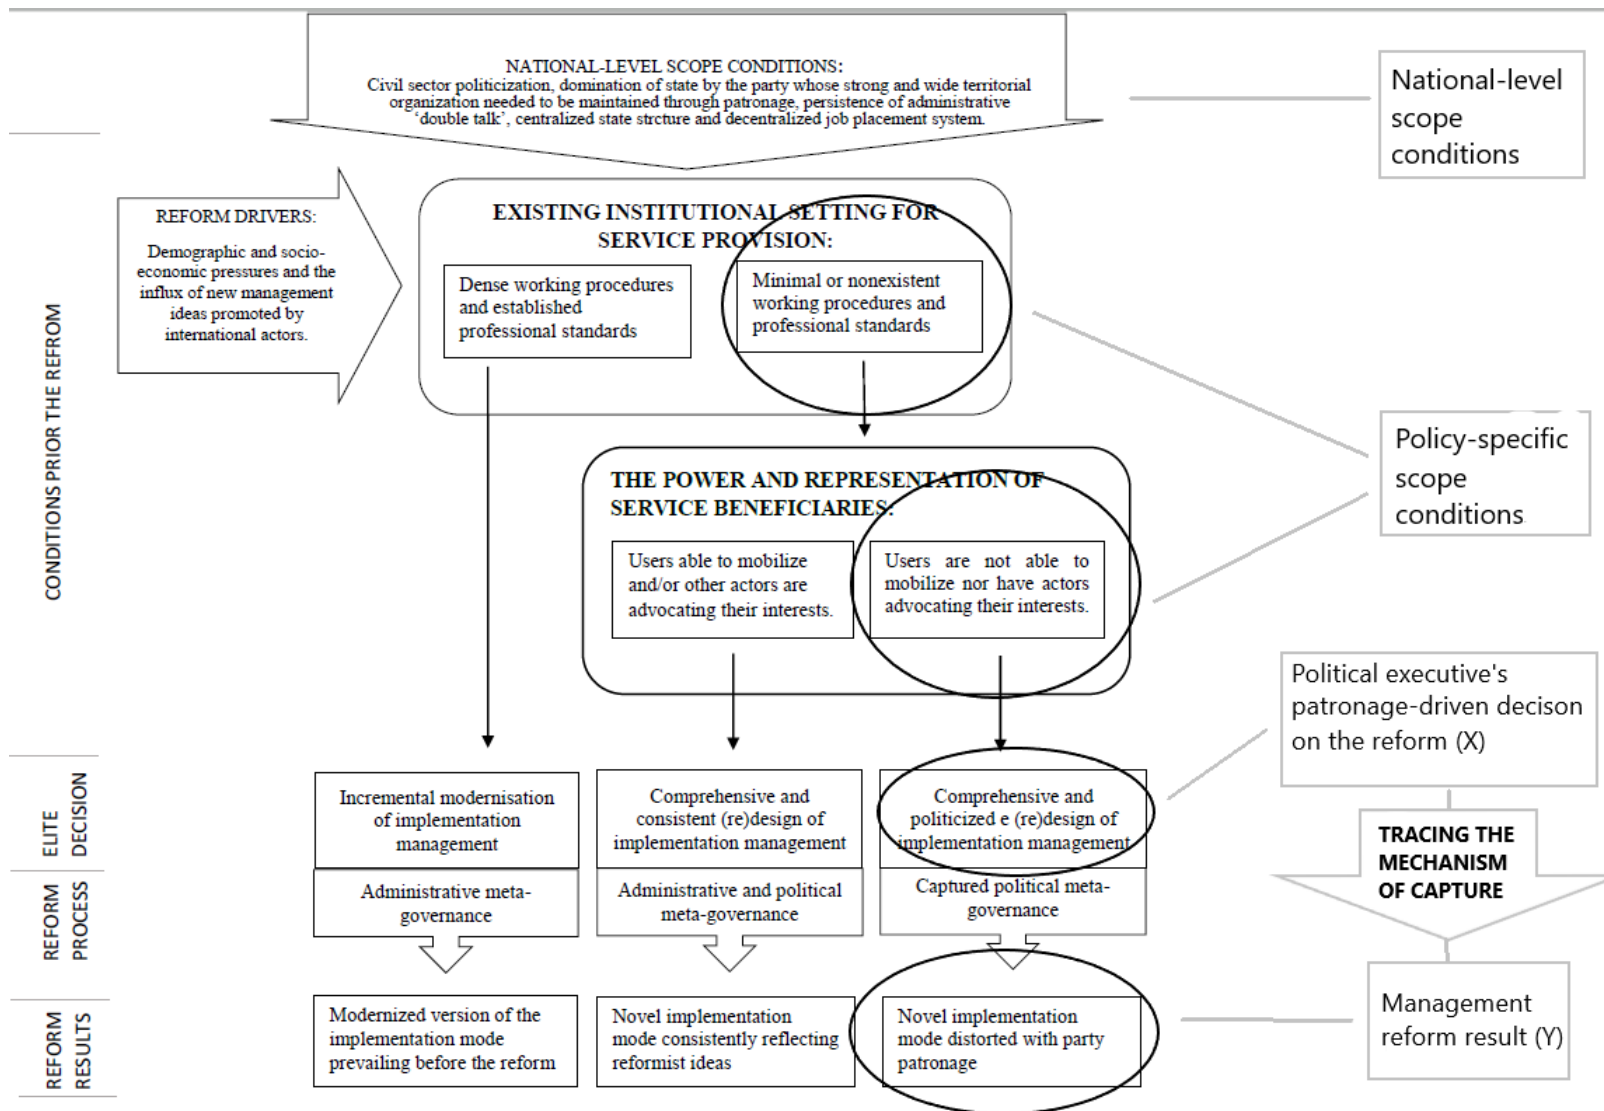 NATIONAL-LEVEL SCOPE CONDITIONS:
Civil sector politicization, domination of state by the party whose strong and wide territorial
organization needed to be maintained through patronage, persistence of administrative
‘double talk’, centralized state strcture and decentralized job placement system.
National-level
scope
conditions
CONDITIONS PRIOR THE REFROM
REFORM DRIVERS:
Demographic and socio-
economic pressures and the
influx of new management
ideas promoted by
international actors.
EXISTING INSTITUTIONAL SETTING FOR
SERVICE PROVISION:
Dense working procedures
and established
professional standards
Minimal or nonexistent
working procedures and
professional standards
THE POWER AND REPRESENTATION OF
SERVICE BENEFICIARIES:
Users able to mobilize
and/or other actors are
advocating their interests.
Users are not able to
mobilize nor have actors
advocating their interests.
Policy-specific
scope
conditions
Political executive's
patronage-driven decison
on the reform (X)
ELITE
DECISION
Incremental modernisation
of implementation
management
Comprehensive and
consistent (re)design of
implementation management
Comprehensive and
politicized e (re)design of
implementation management
TRACING THE
MECHANISM
OF CAPTURE
REFORM
PROCESS
Administrative meta-
governance
Administrative and political
meta-governance
Captured political meta-
governance
REFORM
RESULTS
Modernized version of the
implementation mode
prevailing before the reform
Novel implementation
mode consistently reflecting
reformist ideas
Novel implementation
mode distorted with party
patronage
Management
reform result (Y)